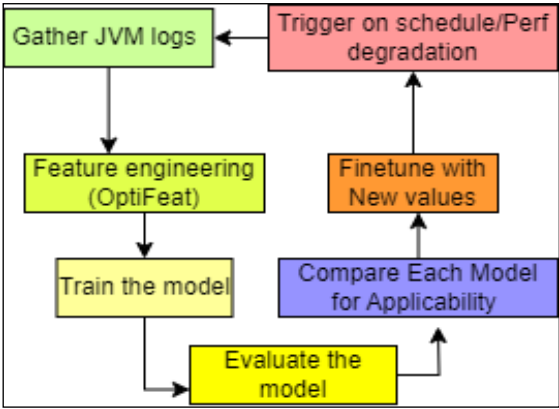 Gather JVM logs
Trigger on schedule/Perf
degradation
Feature engineering
(OptiFeat)
Finetune with
New values
Train the model
Compare Each Model
for Applicability
Evaluate the
model